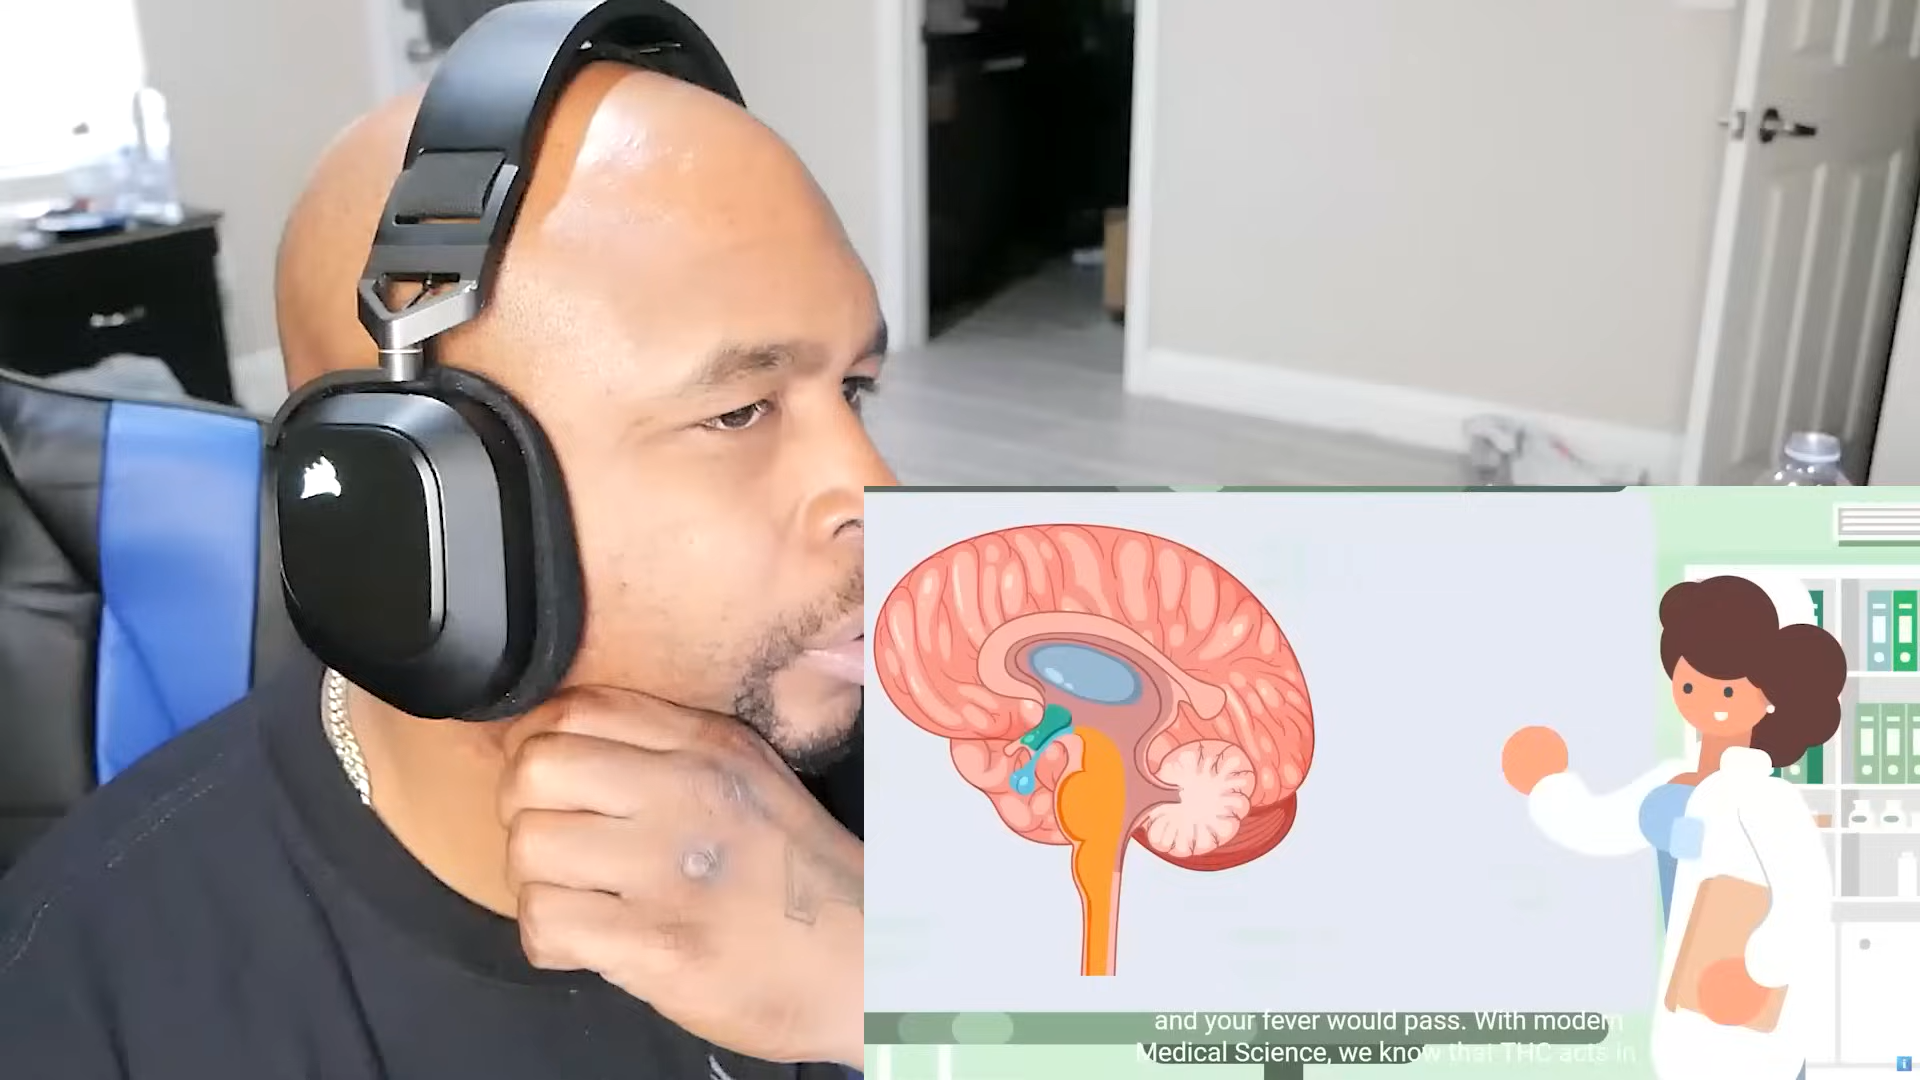 and your fever would pass. With modern
Medical Science, we know that THC acts in